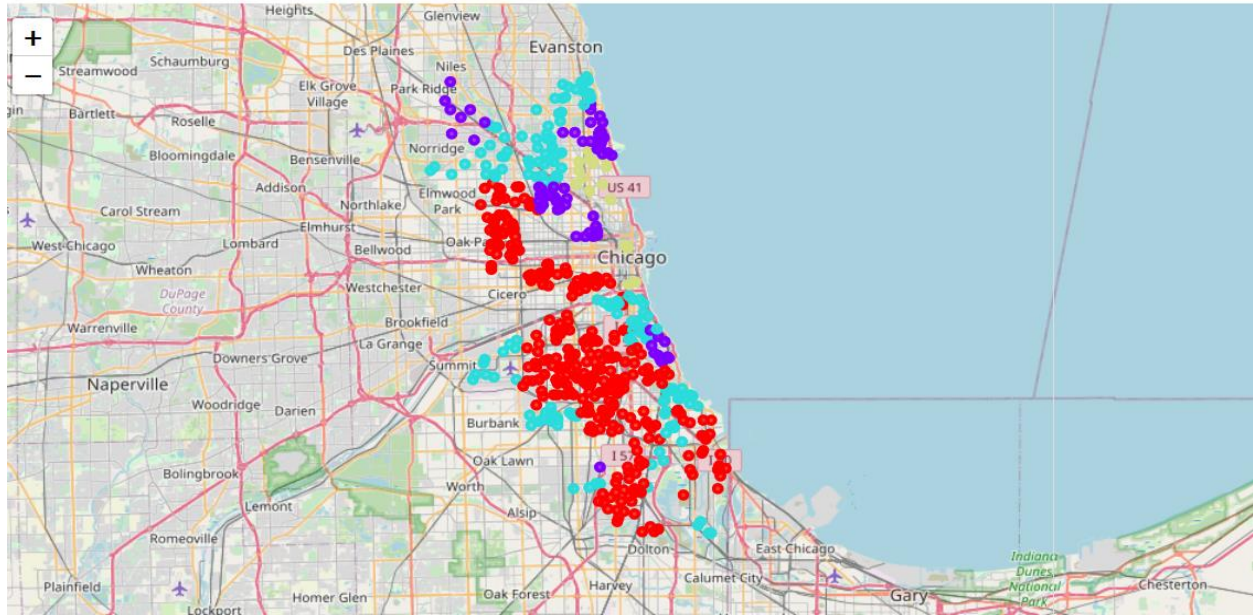 +
−
Heights
Glenview
Evanston
Schaumburg
Des Plaines
Niles
Streamwood
Elk Grove
Village
Park Ridge
Bartlett
Roselle
Bloomingdale
Bensenville
Norridge
Addison
Northlake
Elmwood
Park
US 41
Carol Stream
Elmhurst
West Chicago
Lombard
Bellwood
Oak Pa
Chicago
Wheaton
Westchester
DuPage
County
Cicero
Warrenville
Brookfield
La Grange
Downers Grove
Summit
Naperville
Woodridge
Darien
Burbank
Bolingbrook
Oak Lawn
I 57
Worth
Lemont
Alsip
Romeoville
Dolton
East Chicago
Indiana
Dunes
National
Park
Plainfield
Harvey
Calumet City
Chesterton
Homer Glen
Oak Forest
Gary
Lockport